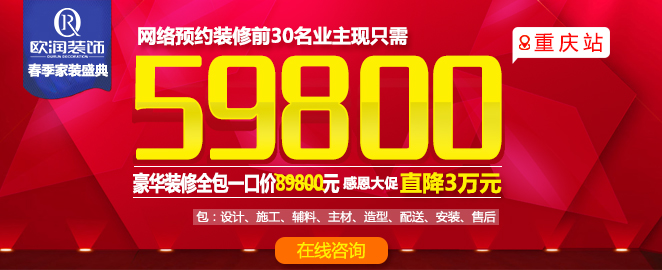 R
欧润装饰
OURUN DECORATION
春季家装盛典
网络预约装修前30名业主现只需
重庆站
59800
豪华装修全包一口价89800元 感恩大促 直降3万元
包：设计、施工、辅料、主材、造型、配送、安装、售后
在线咨询